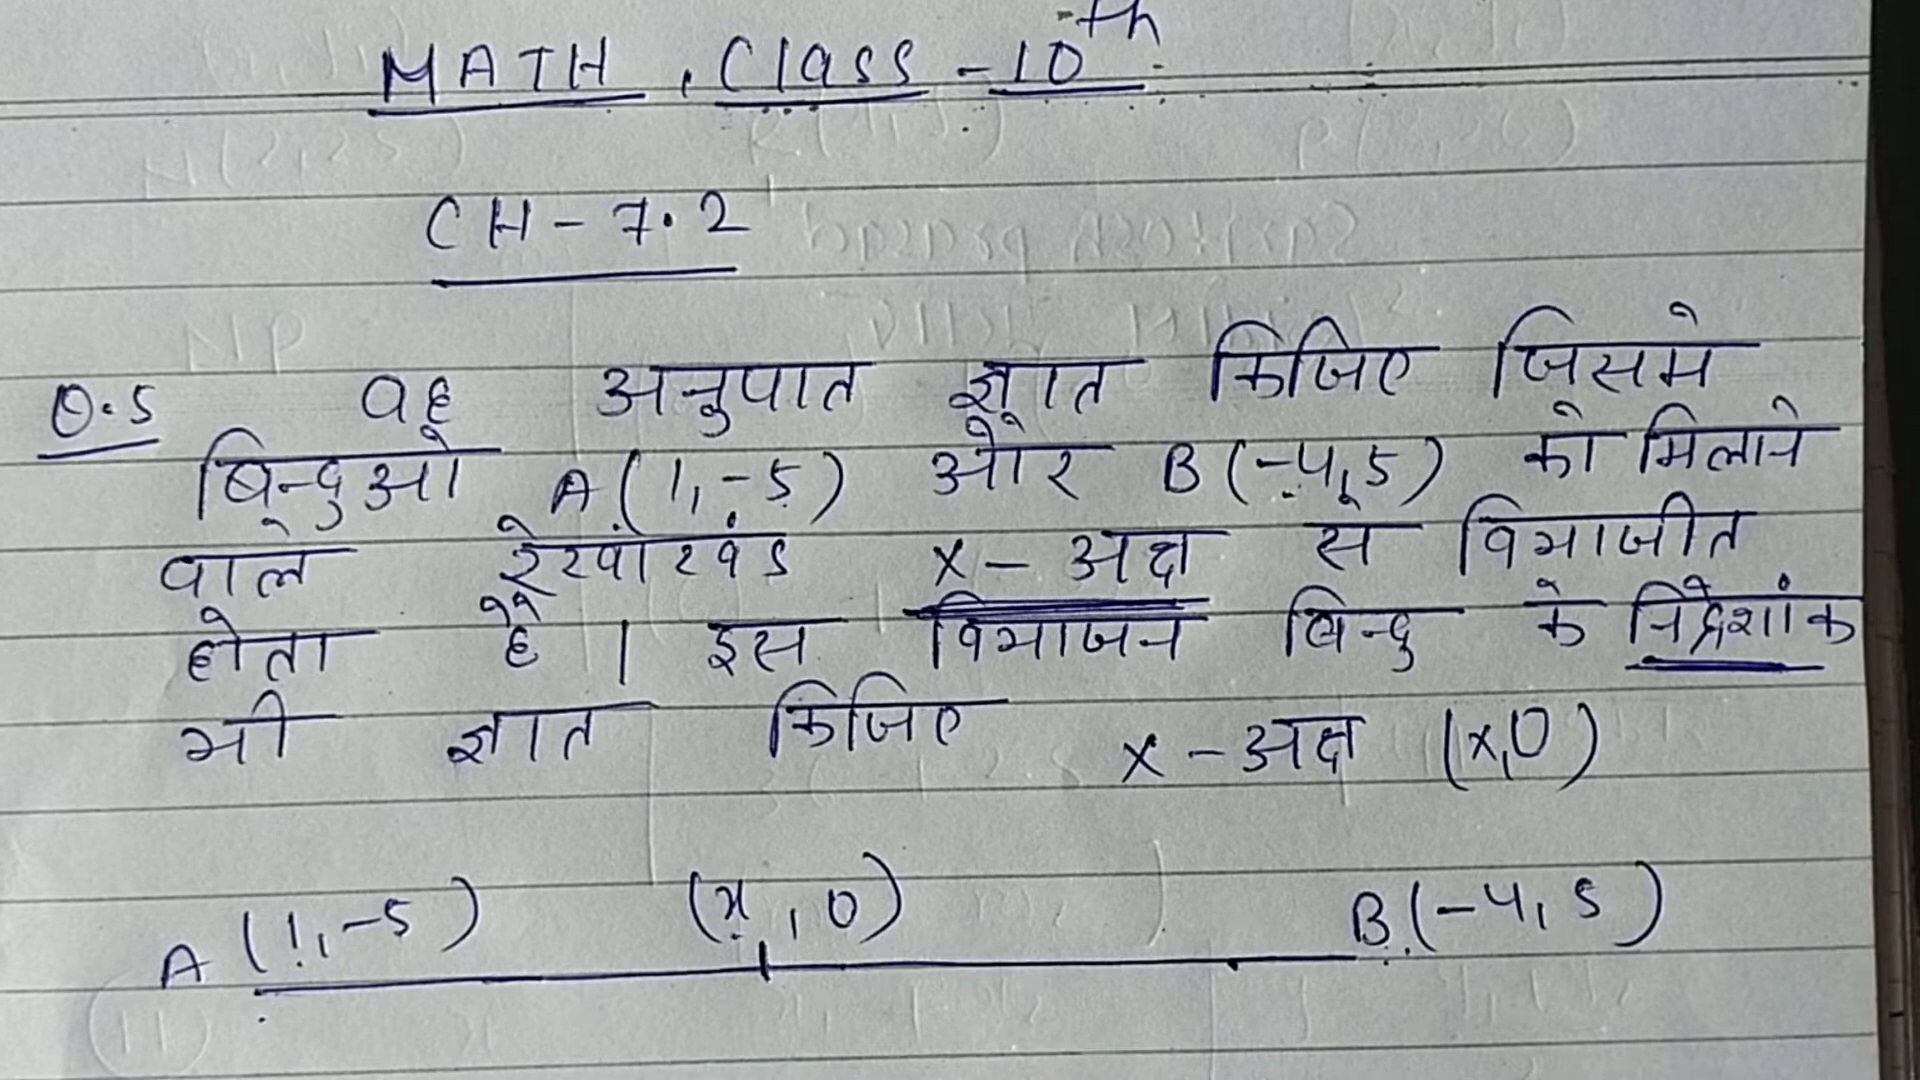 MATH, Class - 10th
CH - 7.2
Q.5 वह अनुपात ज्ञात किजिए जिसमे
बिन्दुओ A(1,-5) और B(-4,5) को मिलाने
वाले रेखाखंड x - अक्ष से विभाजीत
होता है। इस विभाजन बिन्दु के निर्देशांक
भी ज्ञात किजिए x - अक्ष (x,0)
A (1,-5) (x,0) B(-4,5)